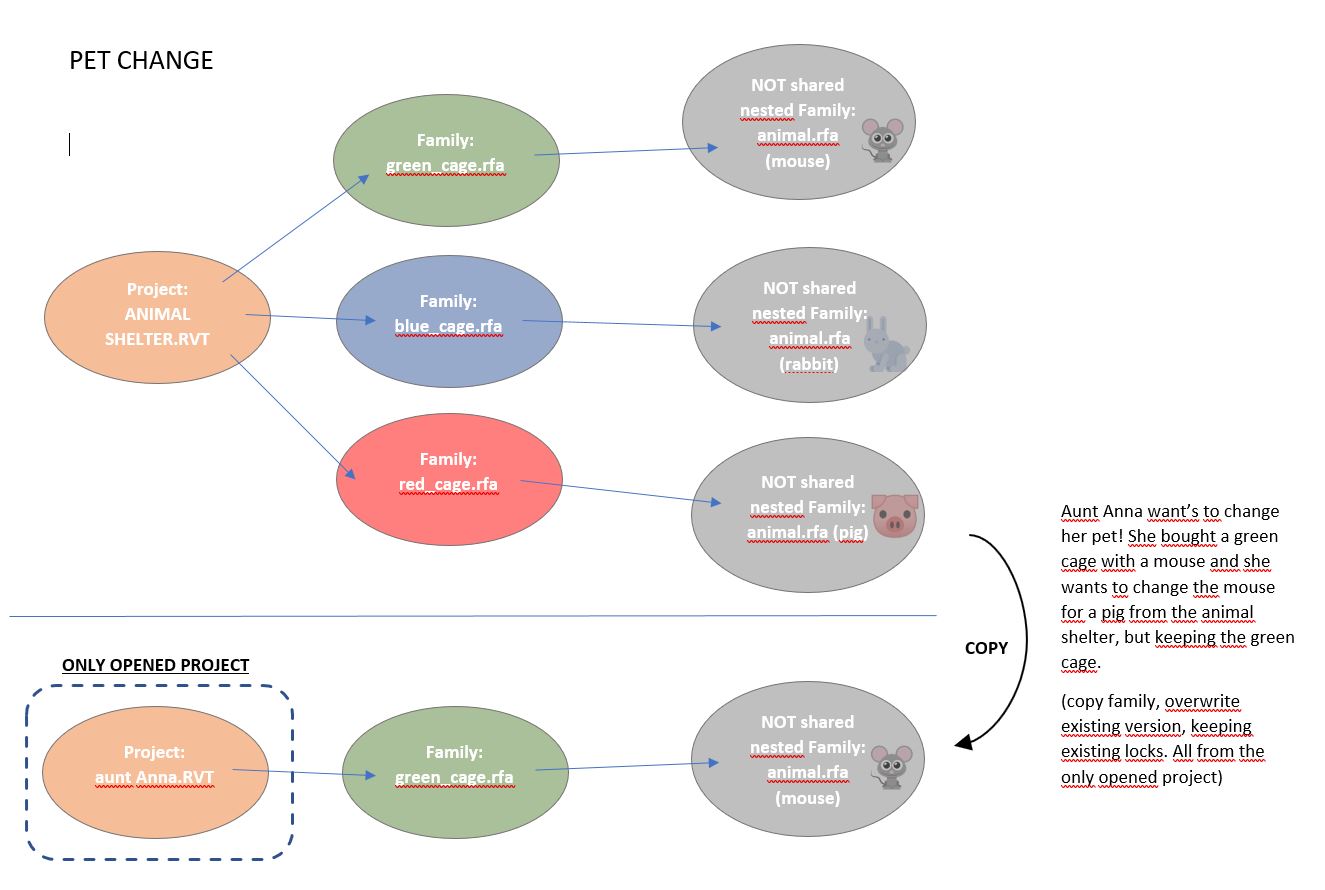 PET CHANGE
Family:
green_cage.rfa
NOT shared
nested Family:
animal.rfa
(mouse)
Project:
ANIMAL
SHELTER.RVT
Family:
blue_cage.rfa
NOT shared
nested Family:
animal.rfa
(rabbit)
Family:
red_cage.rfa
NOT shared
nested Family:
animal.rfa (pig)
Aunt Anna want’s to change
her pet! She bought a green
cage with a mouse and she
wants to change the mouse
for a pig from the animal
shelter, but keeping the green
cage.
(copy family, overwrite
existing version, keeping
existing locks. All from the
only opened project)
COPY
ONLY OPENED PROJECT
Project:
aunt Anna.RVT
Family:
green_cage.rfa
NOT shared
nested Family:
animal.rfa
(mouse)